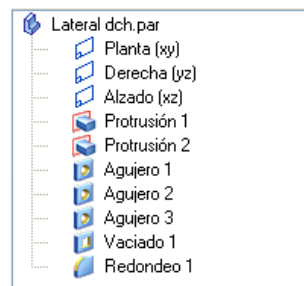 Lateral dch.par
Planta (xy)
Derecha (yz)
Alzado (xz)
Protrusión 1
Protrusión 2
Agujero 1
Agujero 2
Agujero 3
Vaciado 1
Redondeo 1